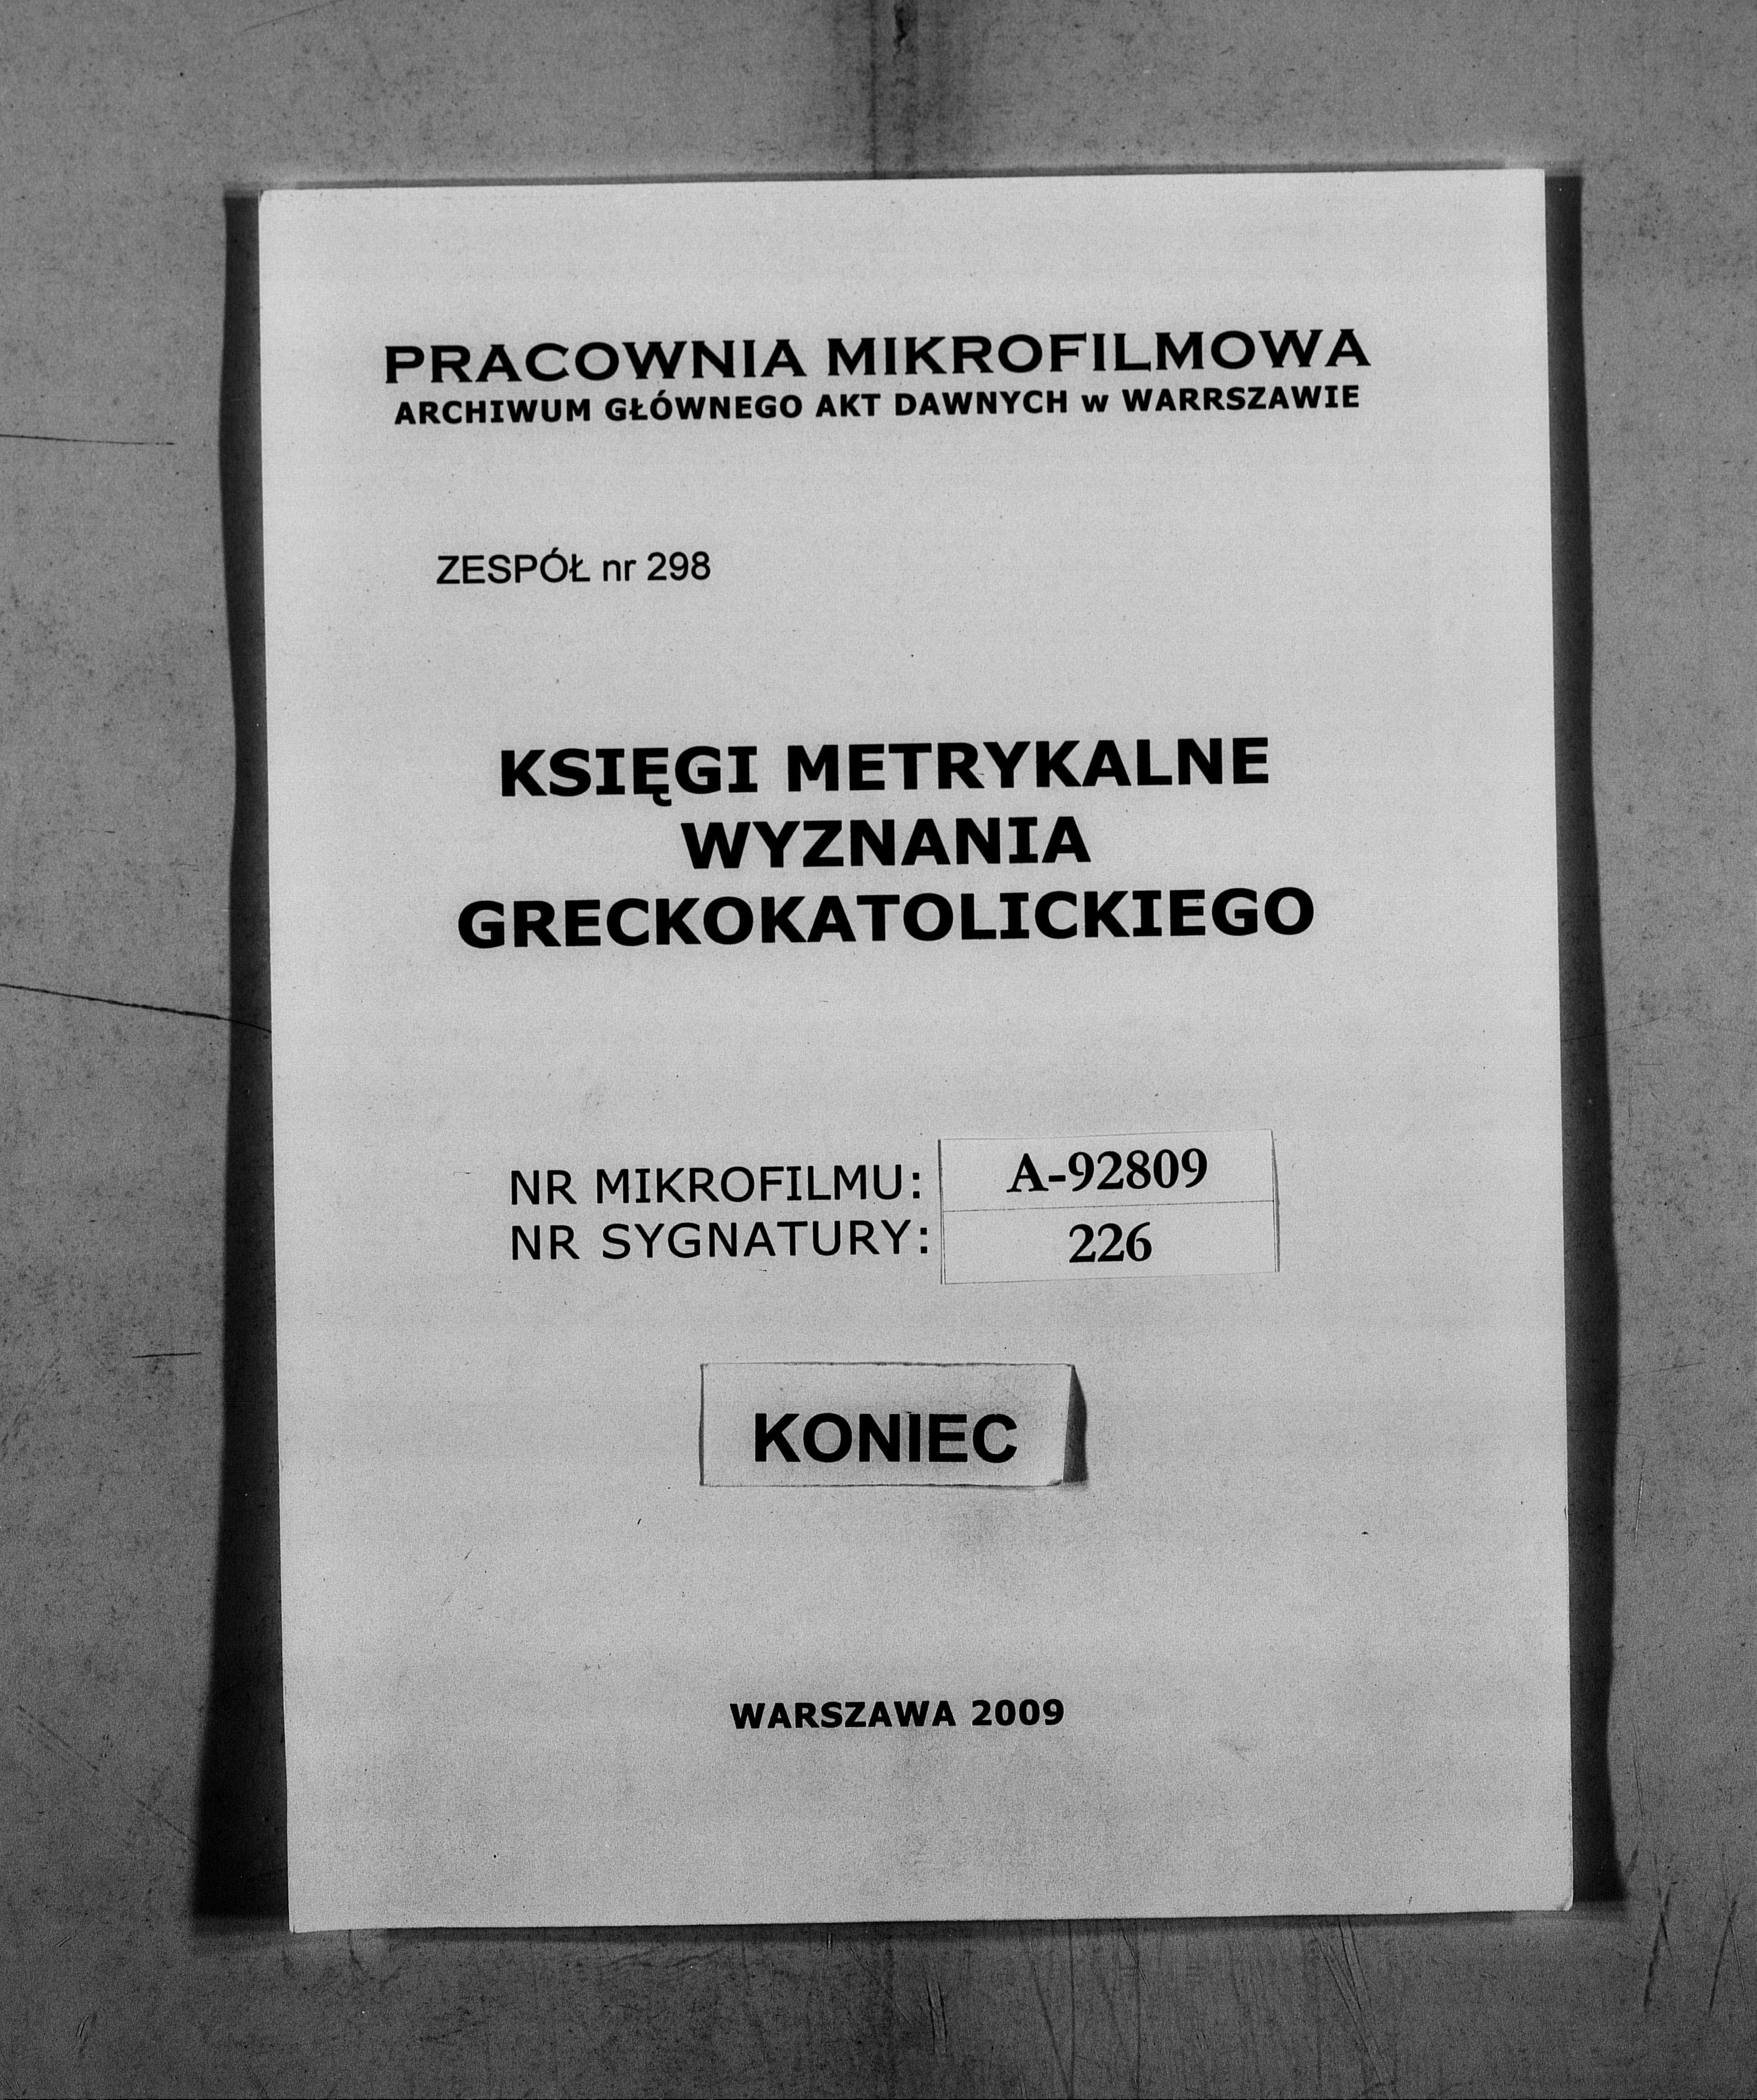 PRACOWNIA MIKROFILMOWA
ARCHIWUM GŁÓWNEGO AKT DAWNYCH w WARRSZAWIE
ZESPÓŁ nr 298
KSIĘGI METRYKALNE
WYZNANIA
GRECKOKATOLICKIEGO
NR MIKROFILMU: A-92809
NR SYGNATURY: 226
KONIEC
WARSZAWA 2009